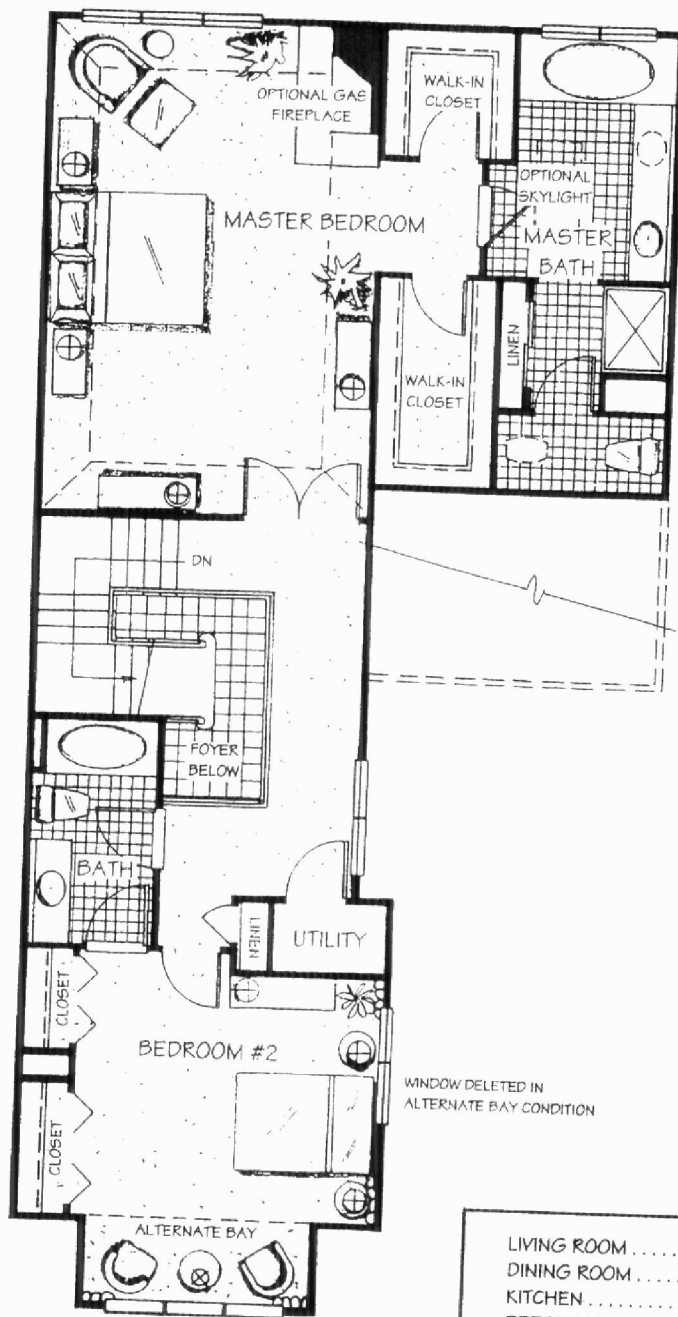 WALK-IN
CLOSET
OPTIONAL GAS
FIREPLACE
OPTIONAL
SKYLIGHT
MASTER BEDROOM
MASTER
BATH
LINEN
WALK-IN
CLOSET
DN
FOYER
BELOW
BATH
LINEN
UTILITY
CLOSET
BEDROOM #2
WINDOW DELETED IN
ALTERNATE BAY CONDITION
CLOSET
ALTERNATE BAY
LIVING ROOM .....
DINING ROOM .....
KITCHEN .........